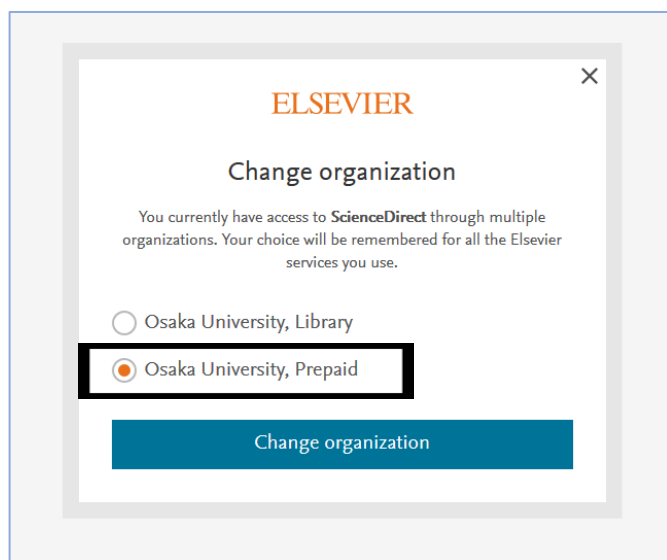 ELSEVIER
Change organization
You currently have access to ScienceDirect through multiple
organizations. Your choice will be remembered for all the Elsevier
services you use.
Osaka University, Library
Osaka University, Prepaid
Change organization